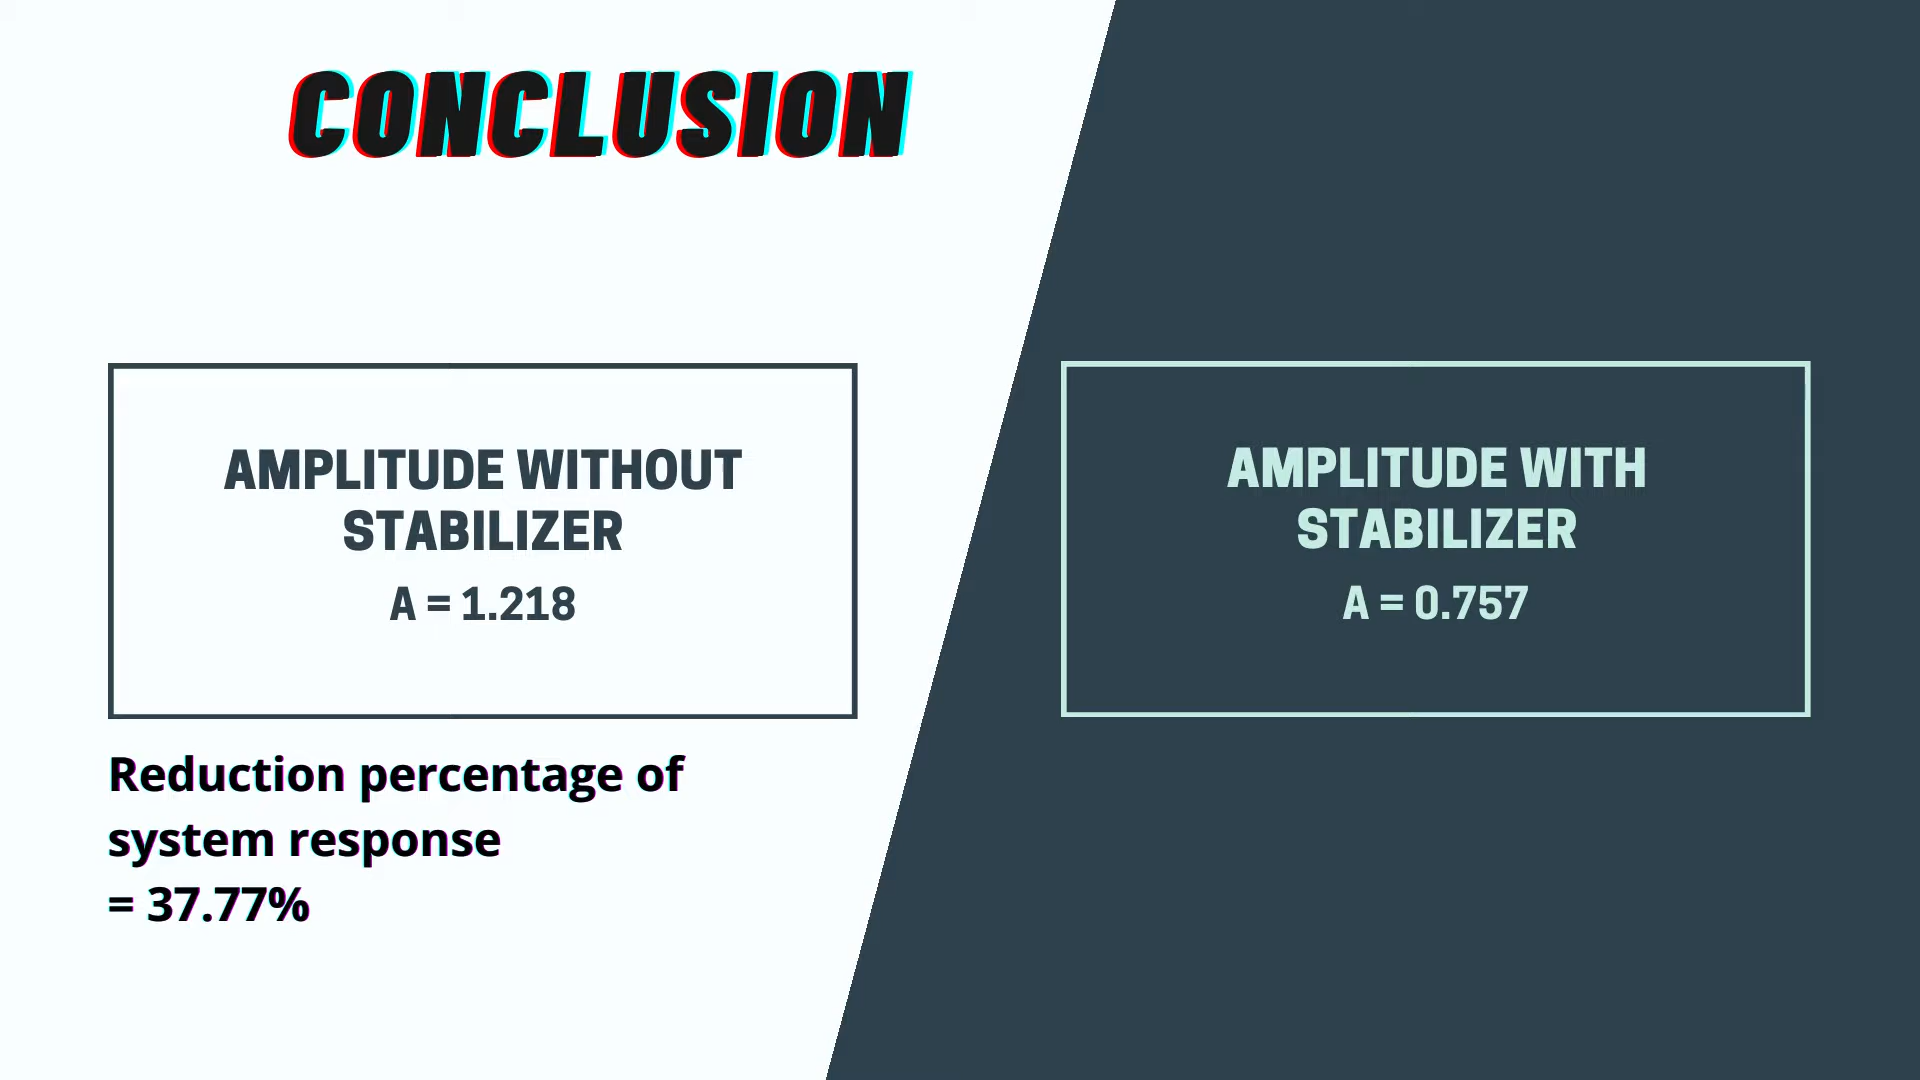 CONCLUSION
AMPLITUDE WITHOUT
STABILIZER
A = 1.218
AMPLITUDE WITH
STABILIZER
A = 0.757
Reduction percentage of
system response
= 37.77%